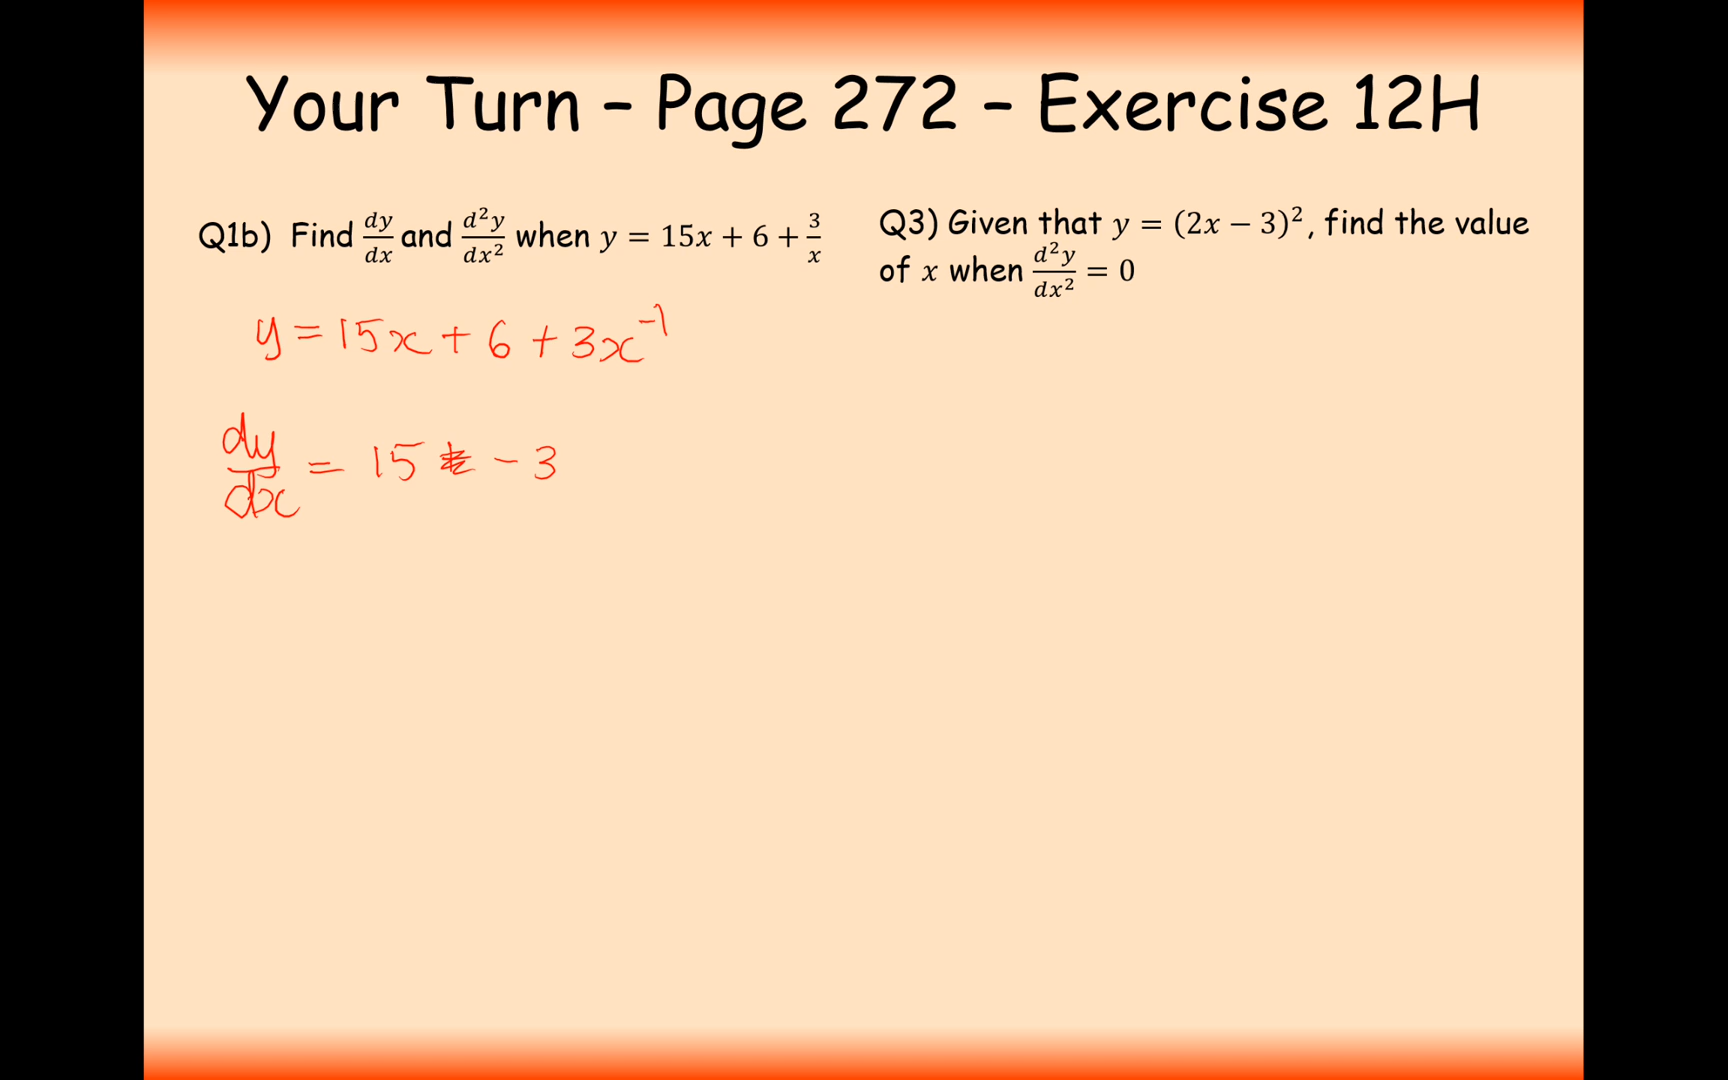 Your Turn – Page 272 – Exercise 12H
Q1b) Find dy/dx and d²y/dx² when y = 15x + 6 + 3/x
y = 15x + 6 + 3x⁻¹
dy/dx = 15 - 3
Q3) Given that y = (2x − 3)², find the value
of x when d²y/dx² = 0